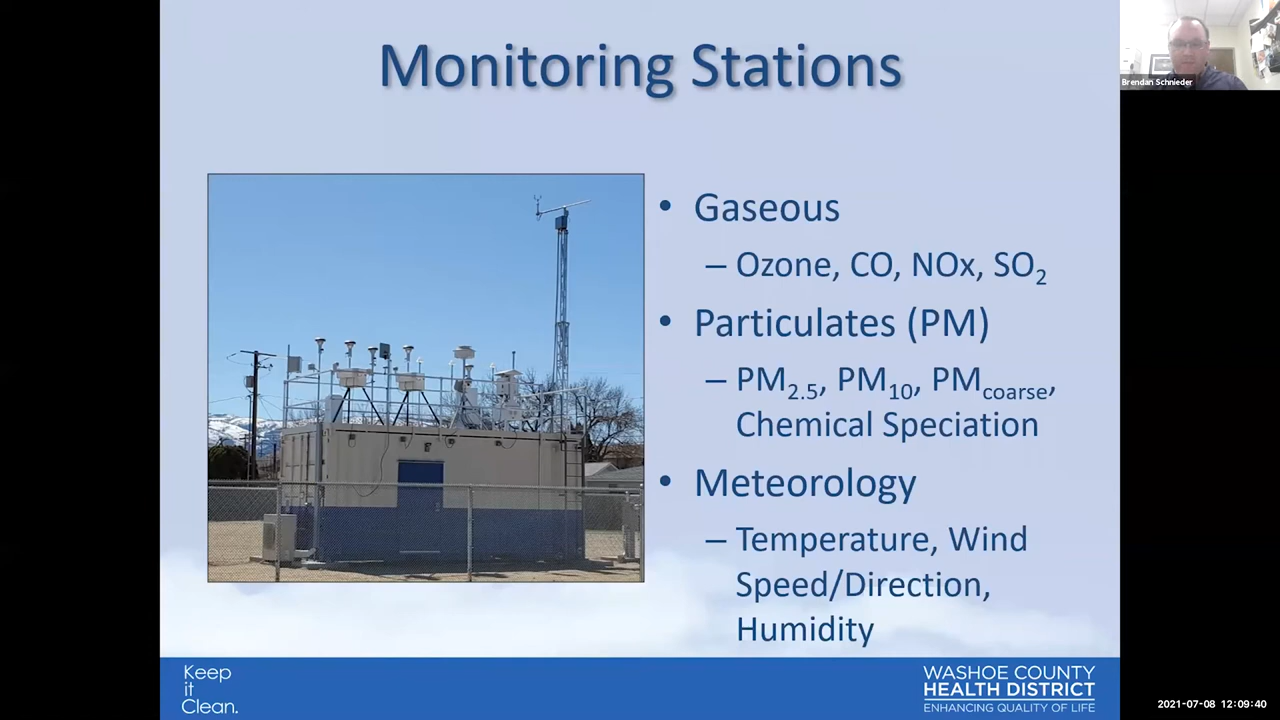 Monitoring Stations
Brendan Schnieder
• Gaseous
– Ozone, CO, NOx, SO₂
• Particulates (PM)
– PM₂.₅, PM₁₀, PMcoarse,
Chemical Speciation
• Meteorology
– Temperature, Wind
Speed/Direction,
Humidity
Keep
it
Clean.
WASHOE COUNTY
HEALTH DISTRICT
ENHANCING QUALITY OF LIFE
2021-07-08 12:09:40